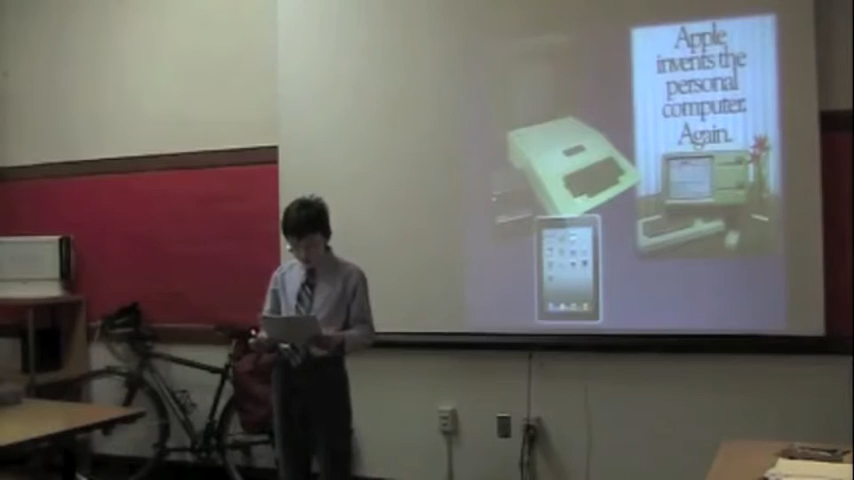 Apple
invents the
personal
computer.
Again.